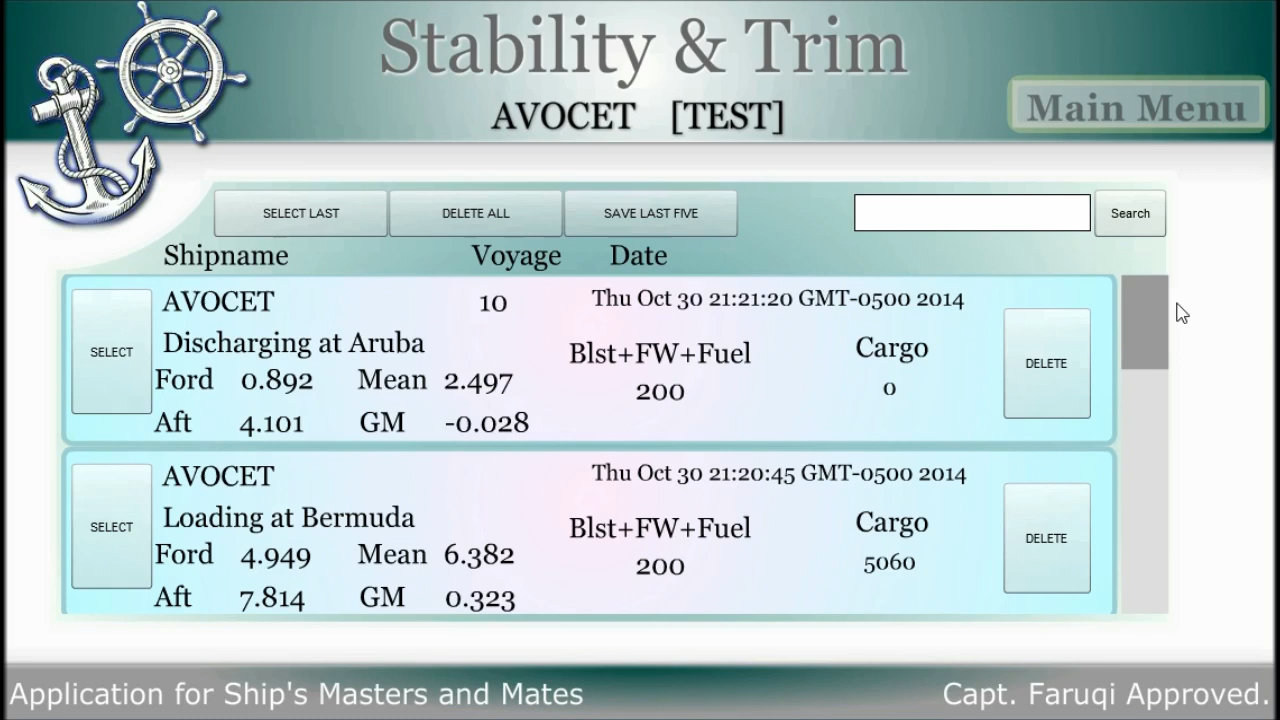 Stability & Trim
AVOCET [TEST]
Main Menu
SELECT LAST DELETE ALL SAVE LAST FIVE Search
Shipname Voyage Date
AVOCET 10 Thu Oct 30 21:21:20 GMT-0500 2014
SELECT Discharging at Aruba Blst+FW+Fuel Cargo DELETE
Ford 0.892 Mean 2.497 200 0
Aft 4.101 GM -0.028
AVOCET Thu Oct 30 21:20:45 GMT-0500 2014
SELECT Loading at Bermuda Blst+FW+Fuel Cargo DELETE
Ford 4.949 Mean 6.382 200 5060
Aft 7.814 GM 0.323
Application for Ship's Masters and Mates Capt. Faruqi Approved.